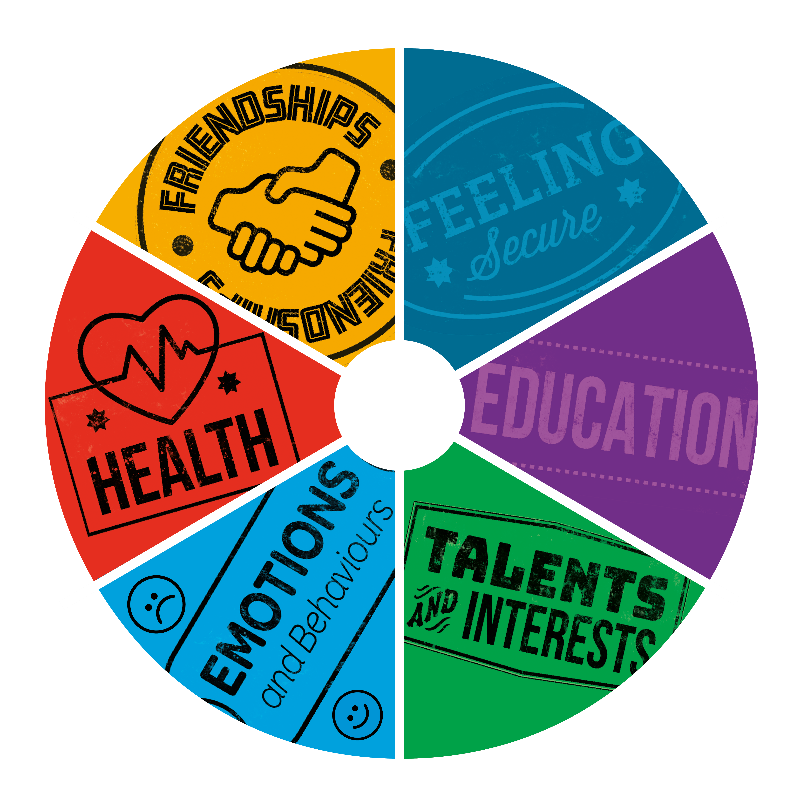 FRIENDSHIPS
FRIENDSHIPS
FEELING
Secure
EDUCATION
TALENTS
AND INTERESTS
EMOTIONS
and Behaviours
HEALTH